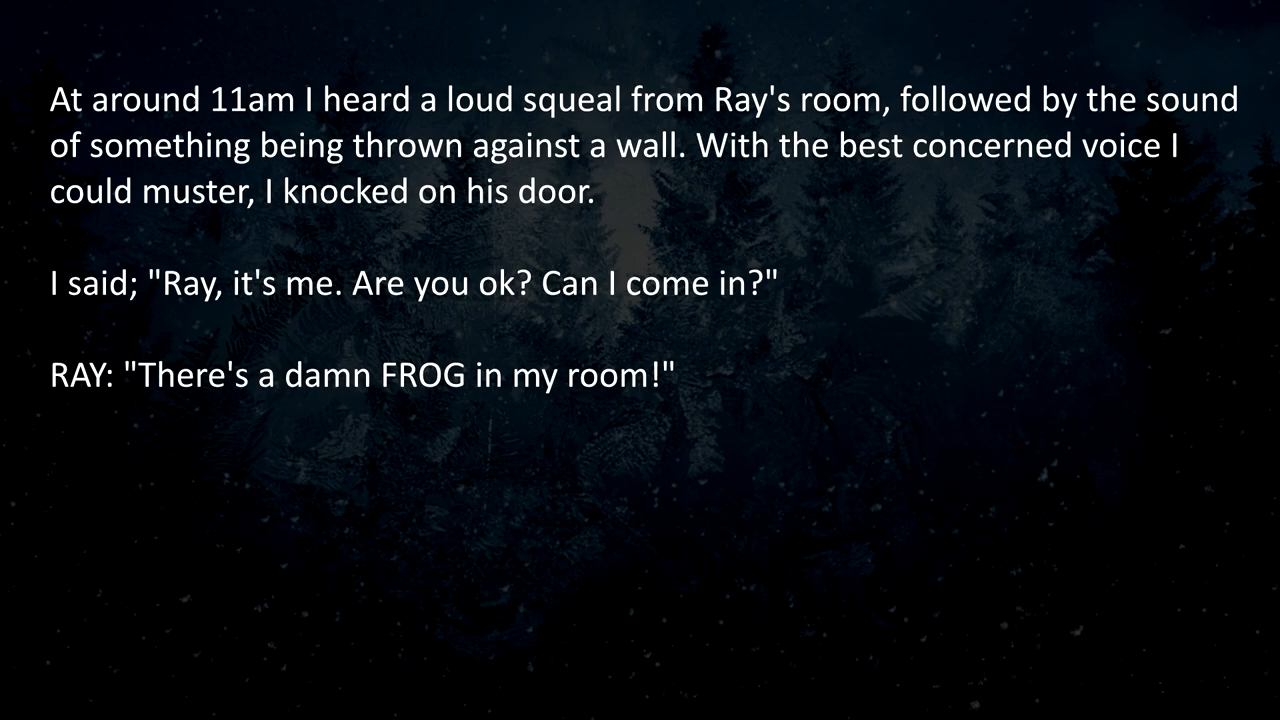 At around 11am I heard a loud squeal from Ray's room, followed by the sound
of something being thrown against a wall. With the best concerned voice I
could muster, I knocked on his door.
I said; "Ray, it's me. Are you ok? Can I come in?"
RAY: "There's a damn FROG in my room!"